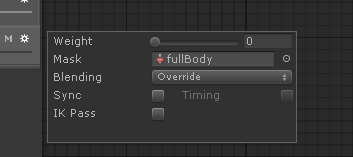 M
Weight 0
Mask fullBody
Blending Override
Sync Timing
IK Pass